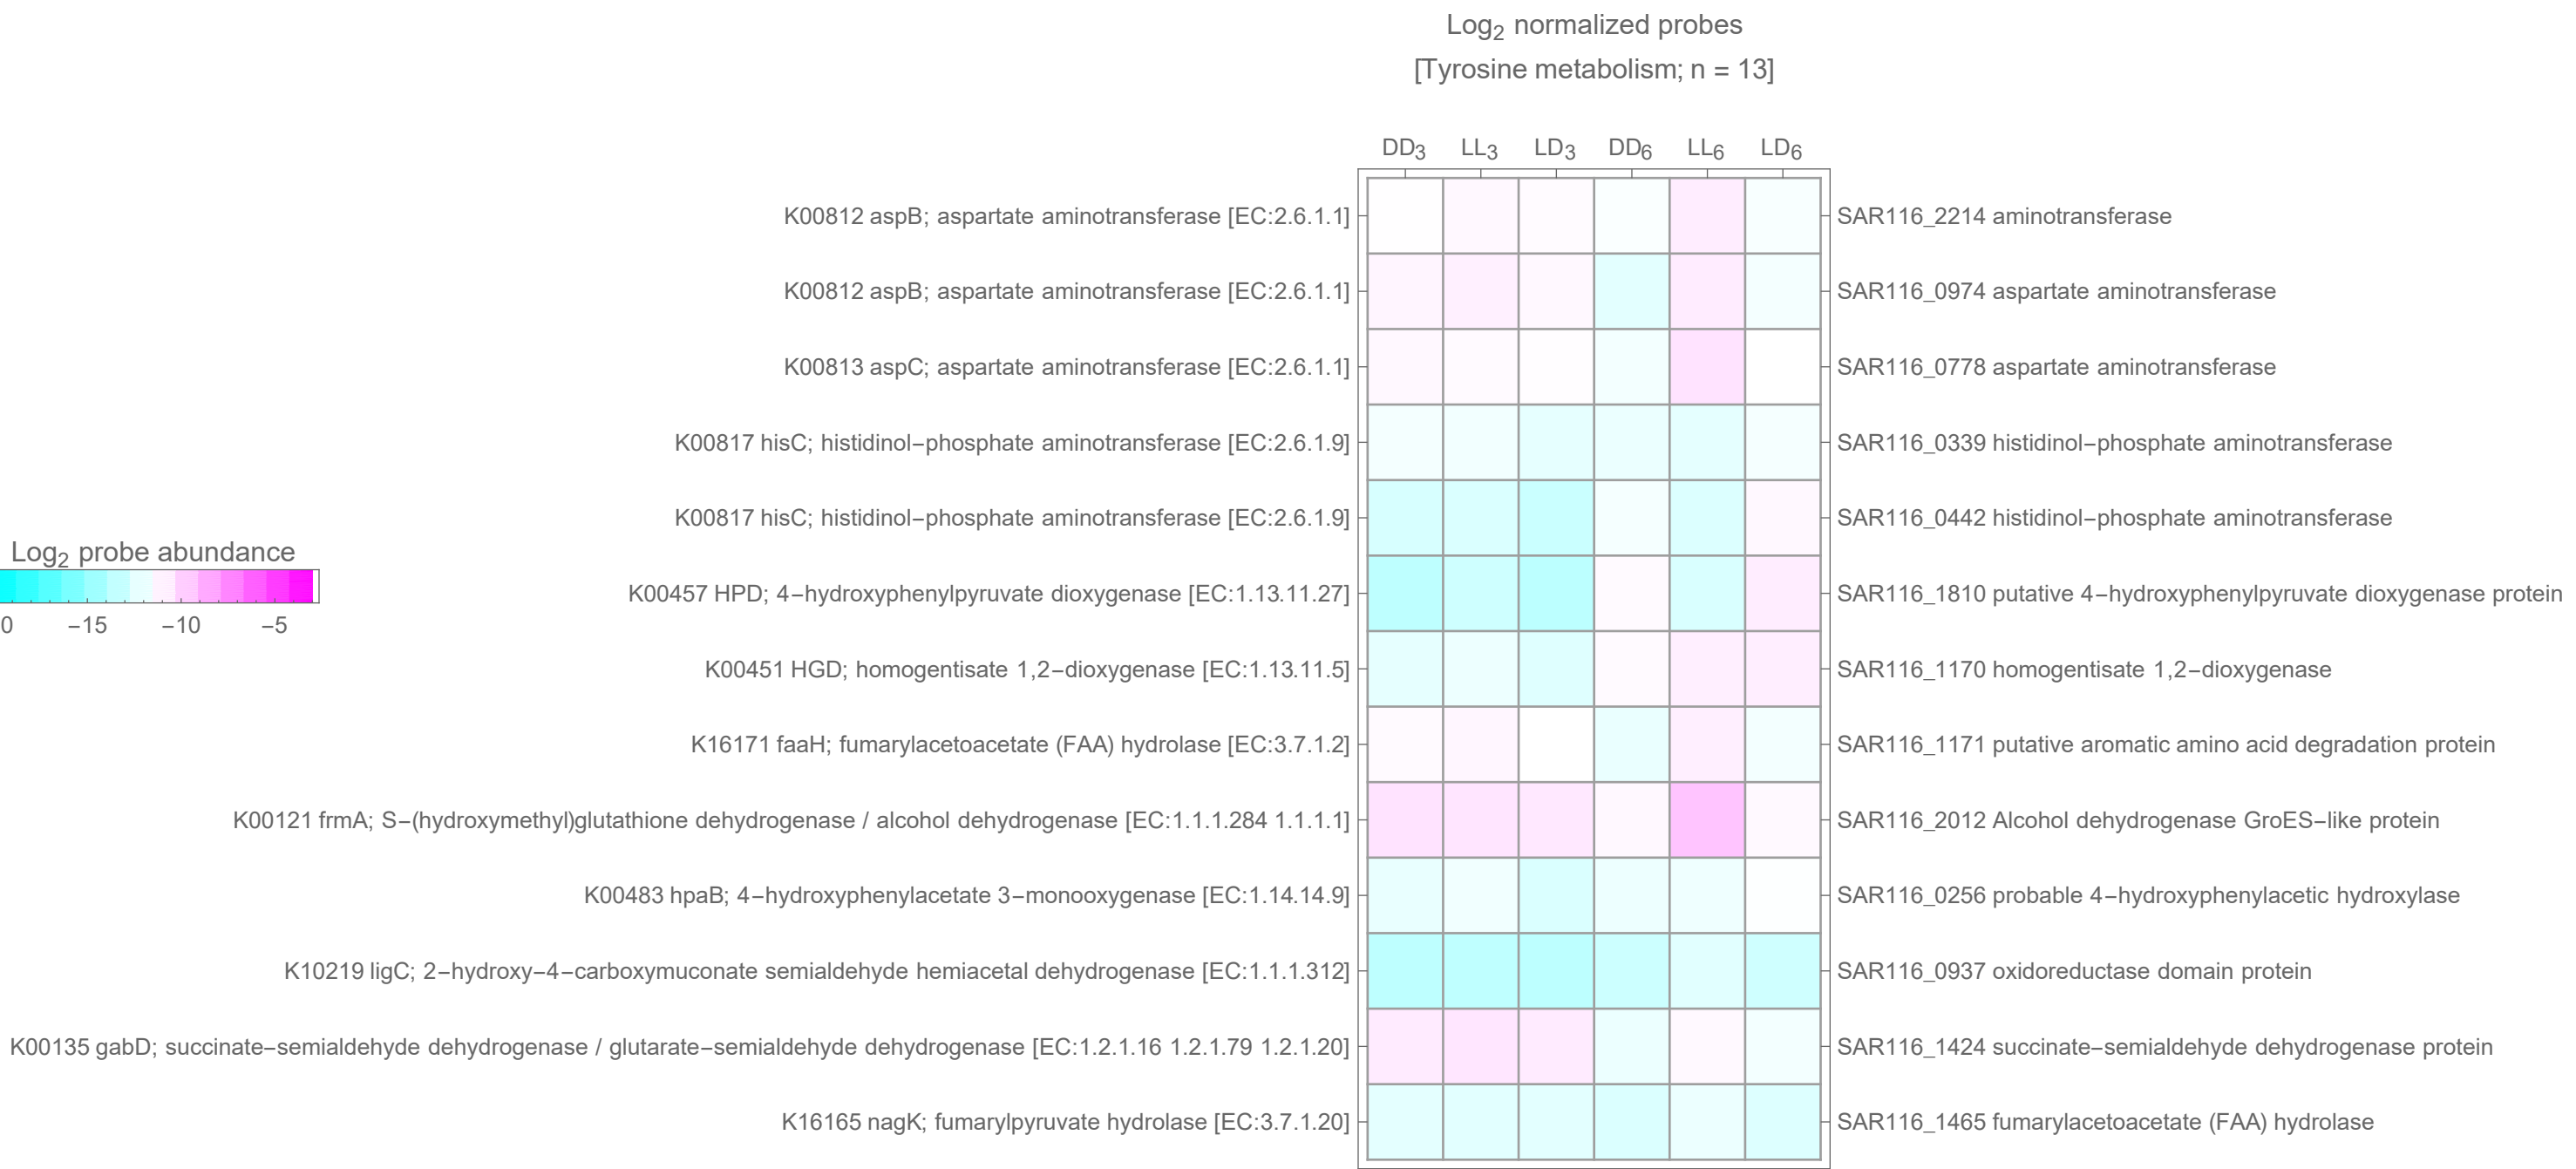 Log2 normalized probes
[Tyrosine metabolism; n = 13]
DD3 LL3 LD3 DD6 LL6 LD6
K00812 aspB; aspartate aminotransferase [EC:2.6.1.1] SAR116_2214 aminotransferase
K00812 aspB; aspartate aminotransferase [EC:2.6.1.1] SAR116_0974 aspartate aminotransferase
K00813 aspC; aspartate aminotransferase [EC:2.6.1.1] SAR116_0778 aspartate aminotransferase
K00817 hisC; histidinol−phosphate aminotransferase [EC:2.6.1.9] SAR116_0339 histidinol−phosphate aminotransferase
K00817 hisC; histidinol−phosphate aminotransferase [EC:2.6.1.9] SAR116_0442 histidinol−phosphate aminotransferase
Log2 probe abundance
0 −15 −10 −5
K00457 HPD; 4−hydroxyphenylpyruvate dioxygenase [EC:1.13.11.27] SAR116_1810 putative 4−hydroxyphenylpyruvate dioxygenase protein
K00451 HGD; homogentisate 1,2−dioxygenase [EC:1.13.11.5] SAR116_1170 homogentisate 1,2−dioxygenase
K16171 faaH; fumarylacetoacetate (FAA) hydrolase [EC:3.7.1.2] SAR116_1171 putative aromatic amino acid degradation protein
K00121 frmA; S−(hydroxymethyl)glutathione dehydrogenase / alcohol dehydrogenase [EC:1.1.1.284 1.1.1.1] SAR116_2012 Alcohol dehydrogenase GroES−like protein
K00483 hpaB; 4−hydroxyphenylacetate 3−monooxygenase [EC:1.14.14.9] SAR116_0256 probable 4−hydroxyphenylacetic hydroxylase
K10219 ligC; 2−hydroxy−4−carboxymuconate semialdehyde hemiacetal dehydrogenase [EC:1.1.1.312] SAR116_0937 oxidoreductase domain protein
K00135 gabD; succinate−semialdehyde dehydrogenase / glutarate−semialdehyde dehydrogenase [EC:1.2.1.16 1.2.1.79 1.2.1.20] SAR116_1424 succinate−semialdehyde dehydrogenase protein
K16165 nagK; fumarylpyruvate hydrolase [EC:3.7.1.20] SAR116_1465 fumarylacetoacetate (FAA) hydrolase